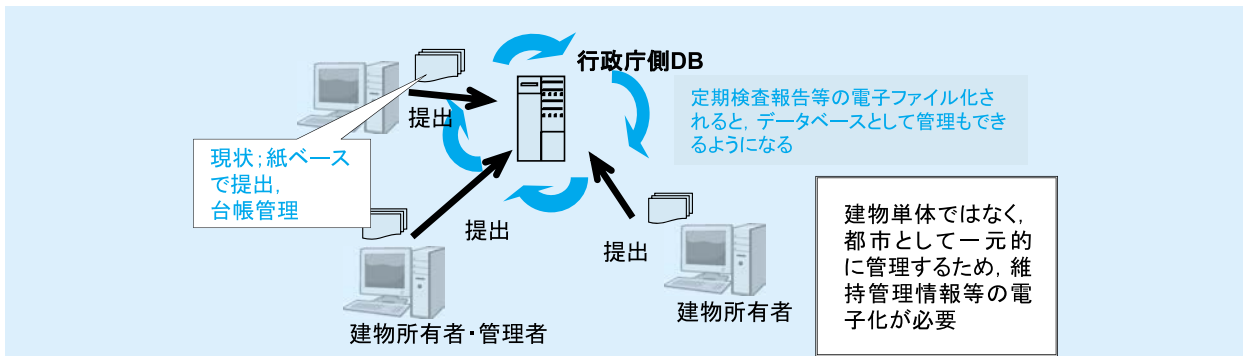 行政庁側DB
定期検査報告等の電子ファイル化さ
れると，データベースとして管理もでき
るようになる
提出
現状；紙ベース
で提出，
台帳管理
提出
提出
建物所有者・管理者
建物所有者
建物単体ではなく，
都市として一元的
に管理するため，維
持管理情報等の電
子化が必要